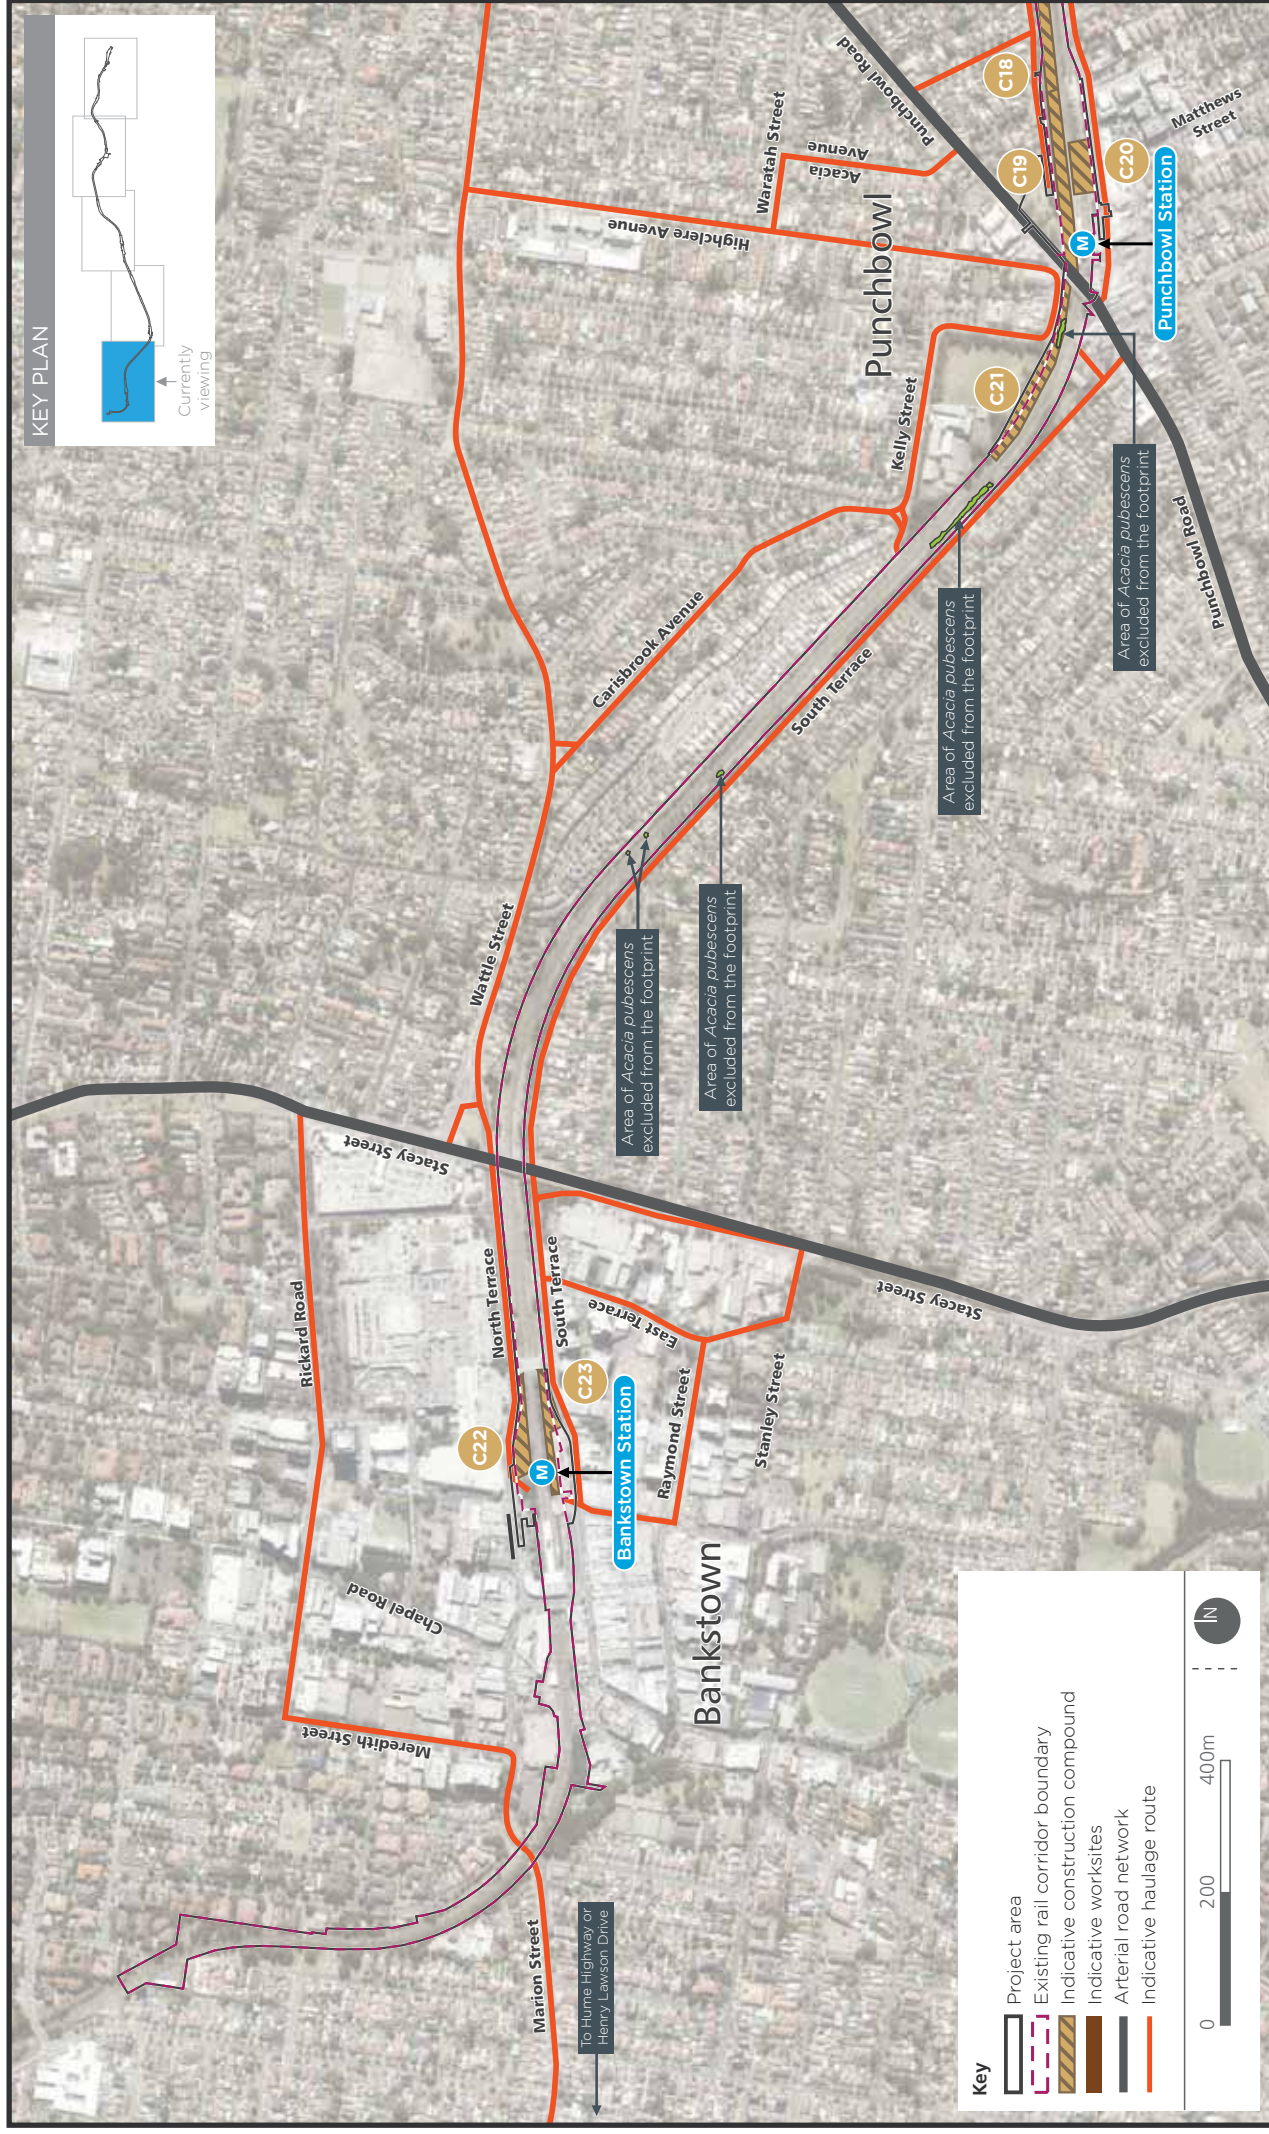 KEY PLAN
Currently
viewing
Rickard Road
Stacey Street
Chapel Road
Meredith Street
North Terrace
South Terrace
East Terrace
C22
C23
M
Bankstown Station
Raymond Street
Stanley Street
Stacey Street
Bankstown
Marion Street
To Hume Highway or
Henry Lawson Drive
Wattle Street
Carisbrook Avenue
South Terrace
Area of Acacia pubescens
excluded from the footprint
Area of Acacia pubescens
excluded from the footprint
Area of Acacia pubescens
excluded from the footprint
Area of Acacia pubescens
excluded from the footprint
Kelly Street
Highclere Avenue
Waratah Street
Acacia
Avenue
Punchbowl
Punchbowl Road
C18
C19
C20
C21
M
Punchbowl Station
Matthews
Street
Punchbowl Road
Key
Project area
Existing rail corridor boundary
Indicative construction compound
Indicative worksites
Arterial road network
Indicative haulage route
0
200
400m
N